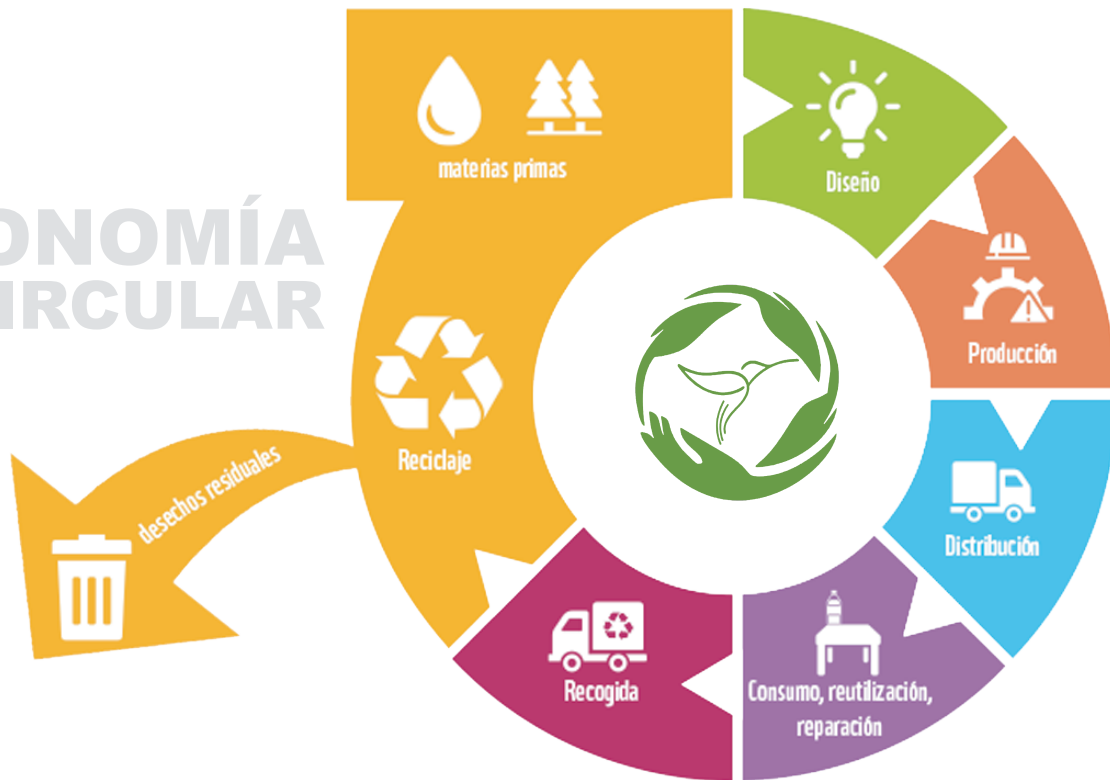 ONOMÍA
IRCULAR
materias primas
Diseño
Producción
Distribución
Consumo, reutilización,
reparación
Recogida
Reciclaje
desechos residuales